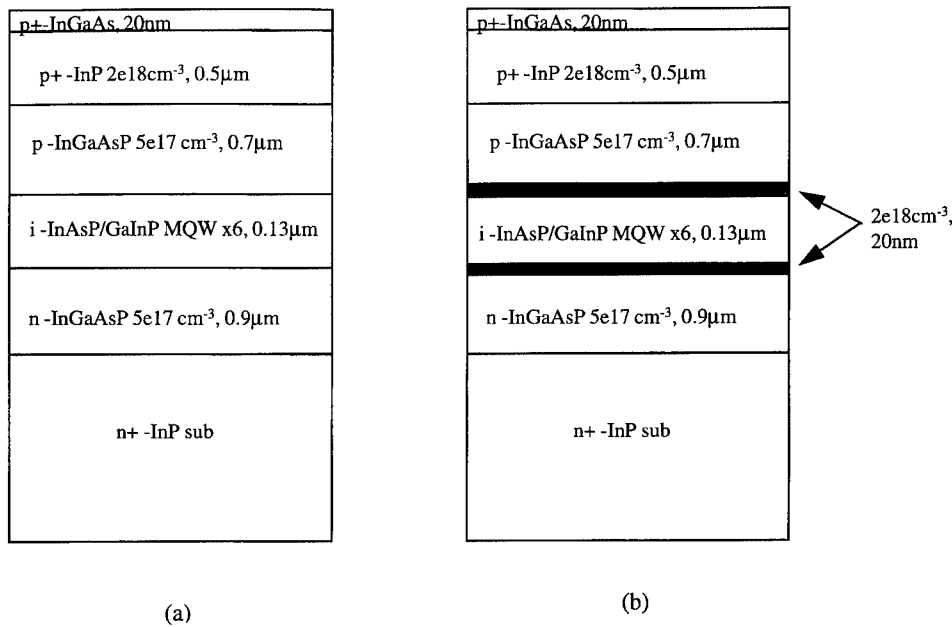 p+-InGaAs, 20nm
p+ -InP 2e18cm-3, 0.5μm
p -InGaAsP 5e17 cm-3, 0.7μm
i -InAsP/GaInP MQW x6, 0.13μm
n -InGaAsP 5e17 cm-3, 0.9μm
n+ -InP sub
(a)
p+-InGaAs, 20nm
p+ -InP 2e18cm-3, 0.5μm
p -InGaAsP 5e17 cm-3, 0.7μm
i -InAsP/GaInP MQW x6, 0.13μm
n -InGaAsP 5e17 cm-3, 0.9μm
n+ -InP sub
2e18cm-3,
20nm
(b)